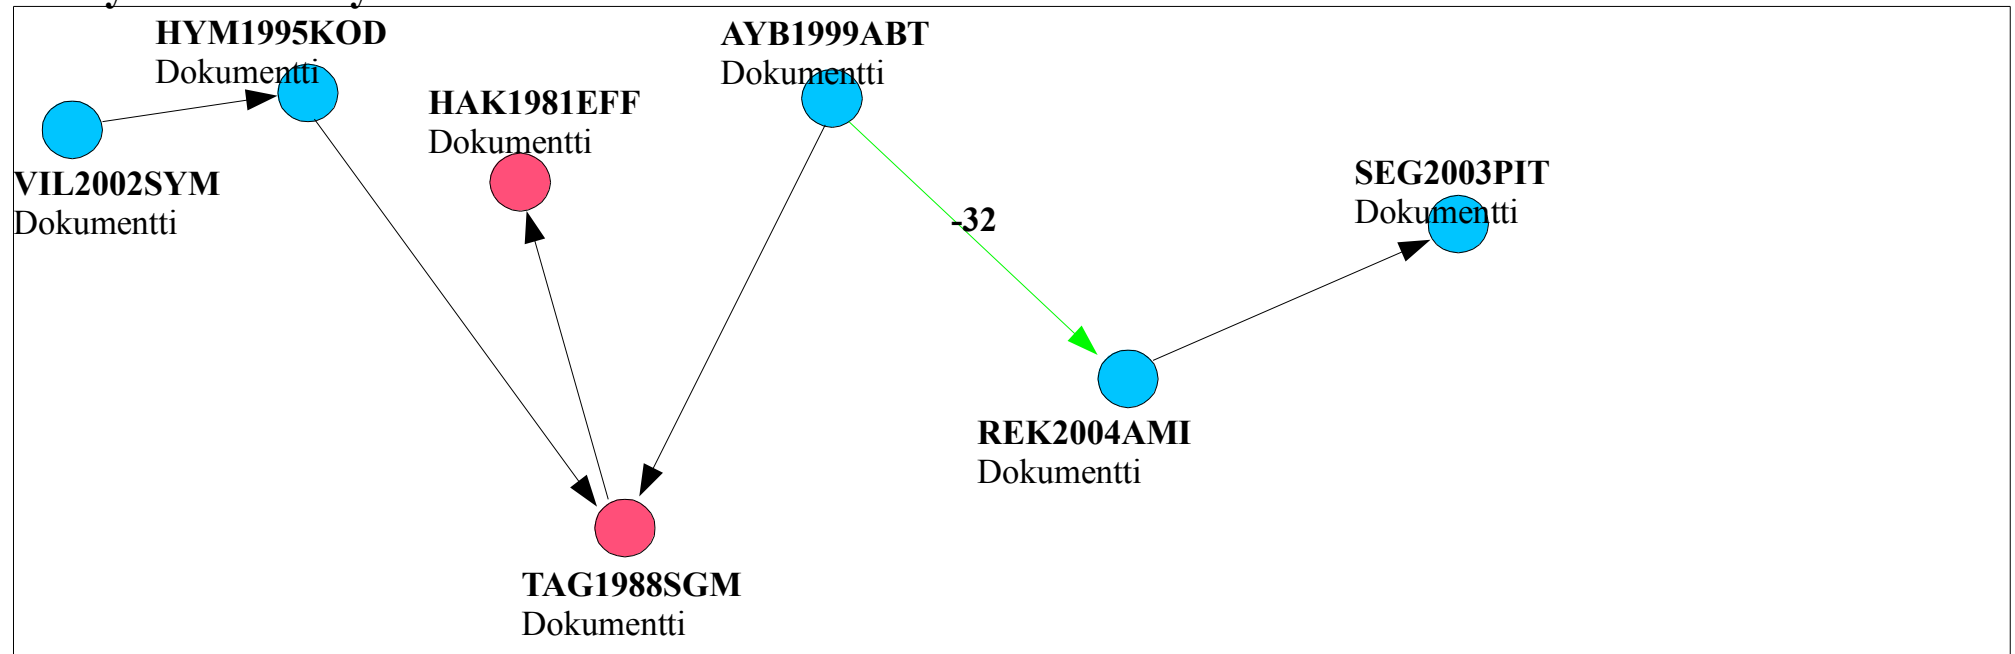 HYM1995KOD
Dokumentti
AYB1999ABT
Dokumentti
HAK1981EFF
Dokumentti
VIL2002SYM
Dokumentti
SEG2003PIT
Dokumentti
-32
REK2004AMI
Dokumentti
TAG1988SGM
Dokumentti